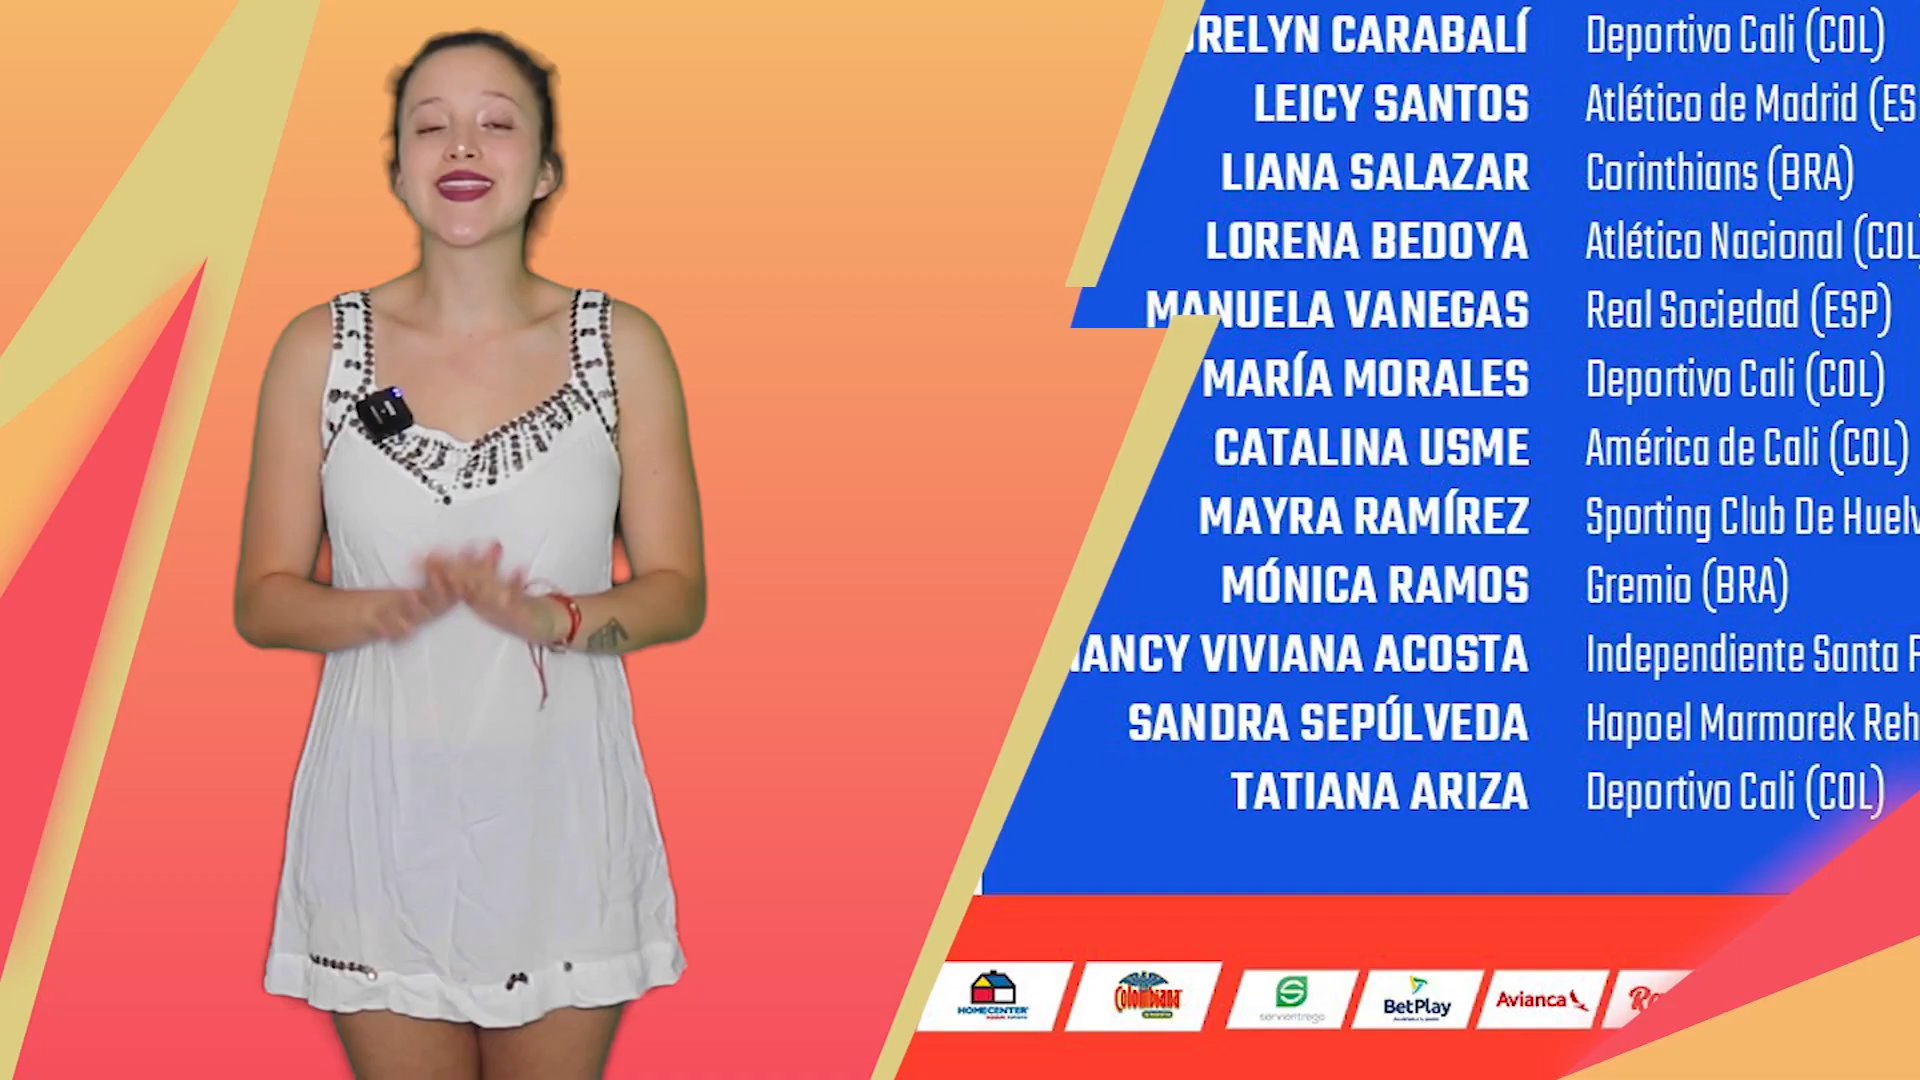 CARABALÍ Deportivo Cali (COL)
LEICY SANTOS Atlético de Madrid
LIANA SALAZAR Corinthians (BRA)
LORENA BEDOYA Atlético Nacional (COL
MANUELA VANEGAS Real Sociedad (ESP)
MARÍA MORALES Deportivo Cali (COL)
CATALINA USME América de Cali (COL)
MAYRA RAMÍREZ Sporting Club De
MÓNICA RAMOS Gremio (BRA)
VIVIANA ACOSTA Independiente Santa
SANDRA SEPÚLVEDA Hapoel Marmorek
TATIANA ARIZA Deportivo Cali (COL)
HOMECENTER Colombiana servientrega BetPlay Avianca